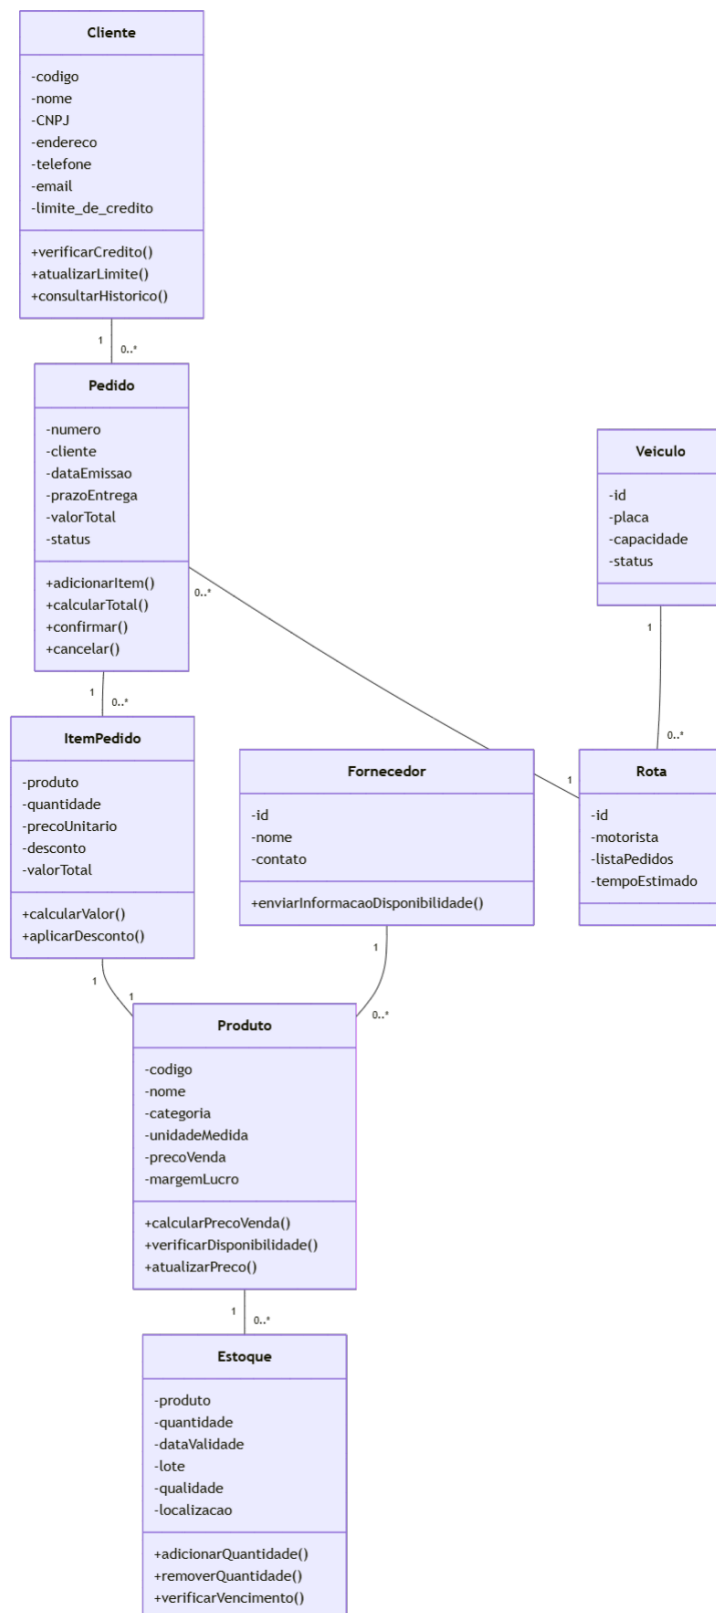 Cliente
-codigo
-nome
-CNPJ
-endereco
-telefone
-email
-limite_de_credito
+verificarCredito()
+atualizarLimite()
+consultarHistorico()
1
0..*
Pedido
-numero
-cliente
-dataEmissao
-prazoEntrega
-valorTotal
-status
+adicionarItem()
+calcularTotal()
+confirmar()
+cancelar()
0..*
1
Veiculo
-id
-placa
-capacidade
-status
1
0..*
1
0..*
ItemPedido
-produto
-quantidade
-precoUnitario
-desconto
-valorTotal
+calcularValor()
+aplicarDesconto()
1
1
Fornecedor
-id
-nome
-contato
+enviarInformacaoDisponibilidade()
1
0..*
Rota
-id
-motorista
-listaPedidos
-tempoEstimado
Produto
-codigo
-nome
-categoria
-unidadeMedida
-precoVenda
-margemLucro
+calcularPrecoVenda()
+verificarDisponibilidade()
+atualizarPreco()
1
0..*
Estoque
-produto
-quantidade
-dataValidade
-lote
-qualidade
-localizacao
+adicionarQuantidade()
+removerQuantidade()
+verificarVencimento()